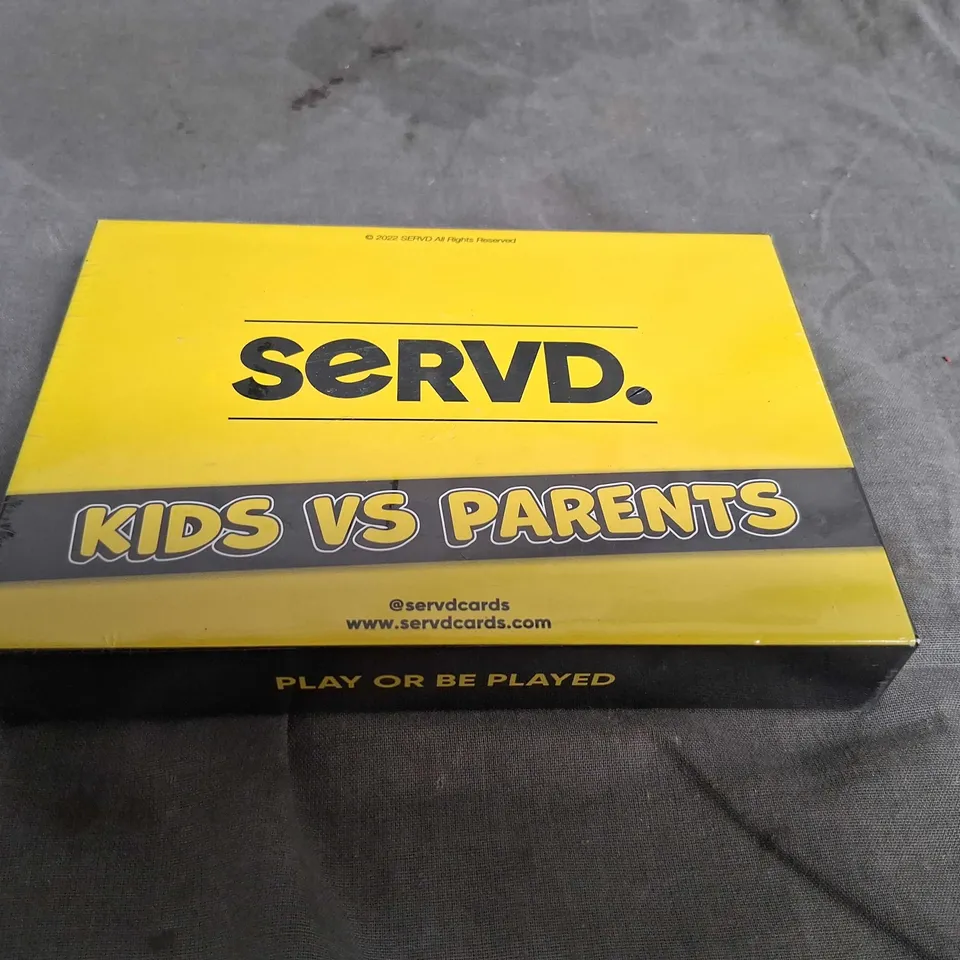 © 2022 SERVD All Rights Reserved
SeRVD.
KIDS VS PARENTS
@servdcards
www.servdcards.com
PLAY OR BE PLAYED